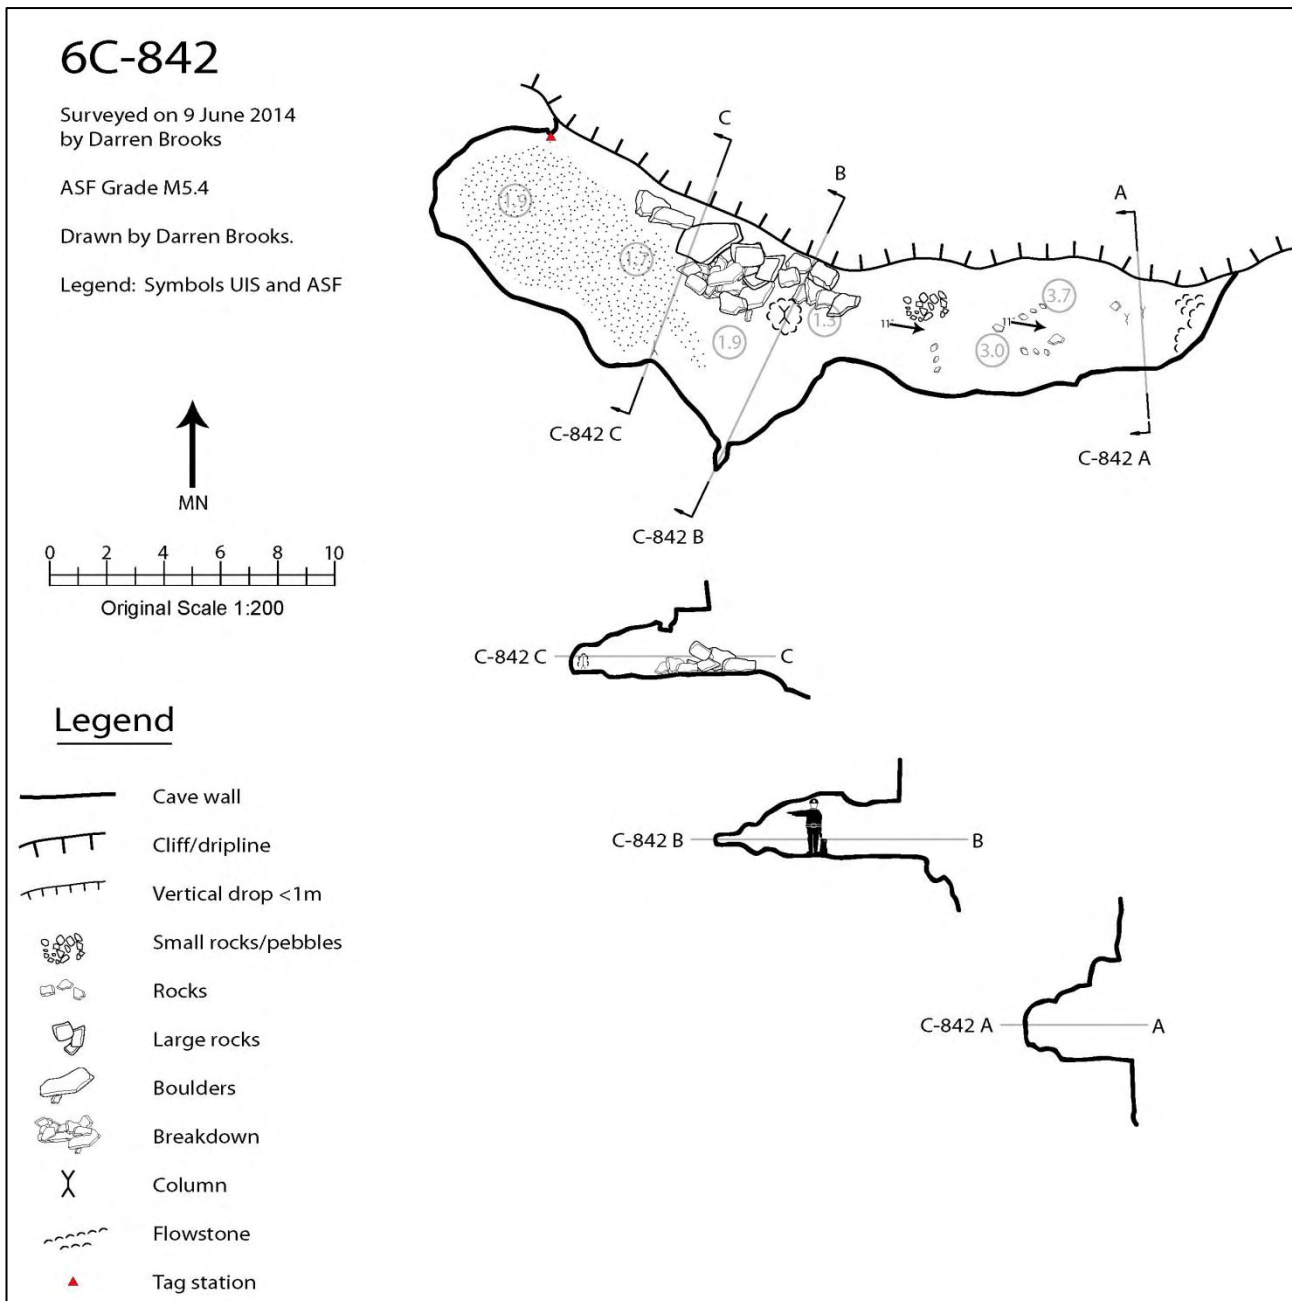 6C-842
Surveyed on 9 June 2014
by Darren Brooks
ASF Grade M5.4
Drawn by Darren Brooks.
Legend: Symbols UIS and ASF
C
B
A
1.9
1.7
3.7
1.3
11°
11°
1.9
3.0
C-842 C
C-842 A
C-842 B
MN
0 2 4 6 8 10
Original Scale 1:200
C-842 C
C
C-842 B
B
C-842 A
A
Legend
Cave wall
Cliff/dripline
Vertical drop <1m
Small rocks/pebbles
Rocks
Large rocks
Boulders
Breakdown
Column
Flowstone
Tag station